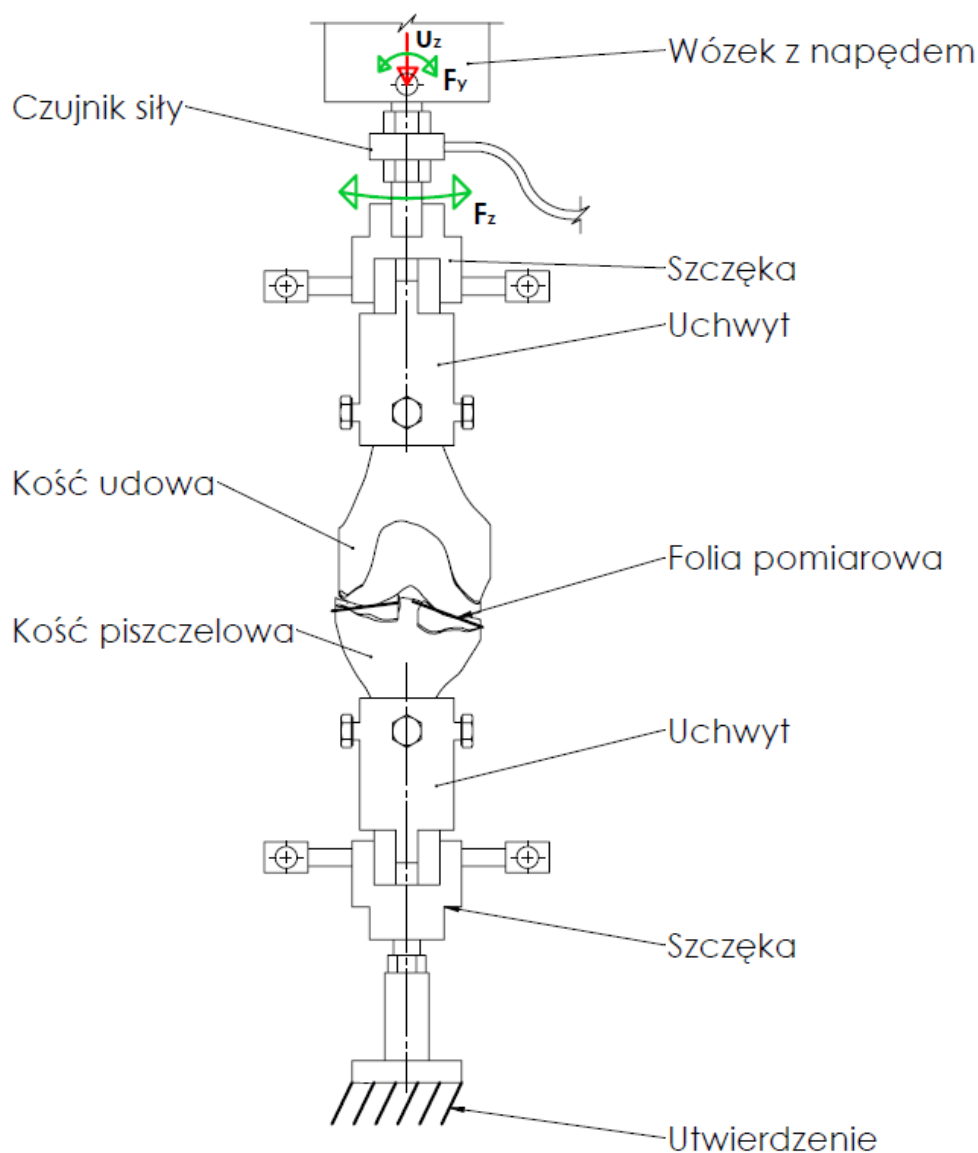 Uz
Wózek z napędem
Fy
Czujnik siły
Fz
Szczęka
Uchwyt
Kość udowa
Folia pomiarowa
Kość piszczelowa
Uchwyt
Szczęka
Utwierdzenie